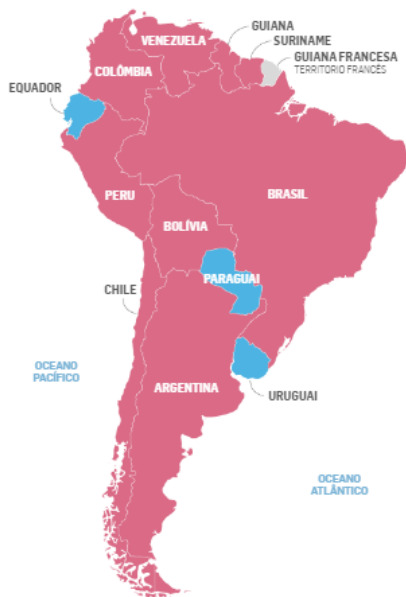 GUIANA
SURINAME
VENEZUELA
GUIANA FRANCESA
TERRITORIO FRANCÊS
COLÔMBIA
EQUADOR
PERU
BRASIL
BOLÍVIA
PARAGUAI
CHILE
OCEANO
PACÍFICO
ARGENTINA
URUGUAI
OCEANO
ATLÂNTICO